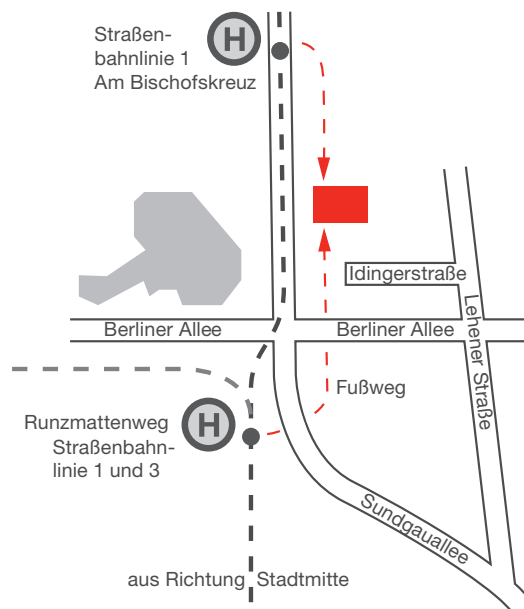 Straßen-
bahnlinie 1
Am Bischofskreuz
H
Idingerstraße
Lehener Straße
Berliner Allee
Berliner Allee
Fußweg
Runzmattenweg
Straßenbahn-
linie 1 und 3
H
Sundgauallee
aus Richtung Stadtmitte